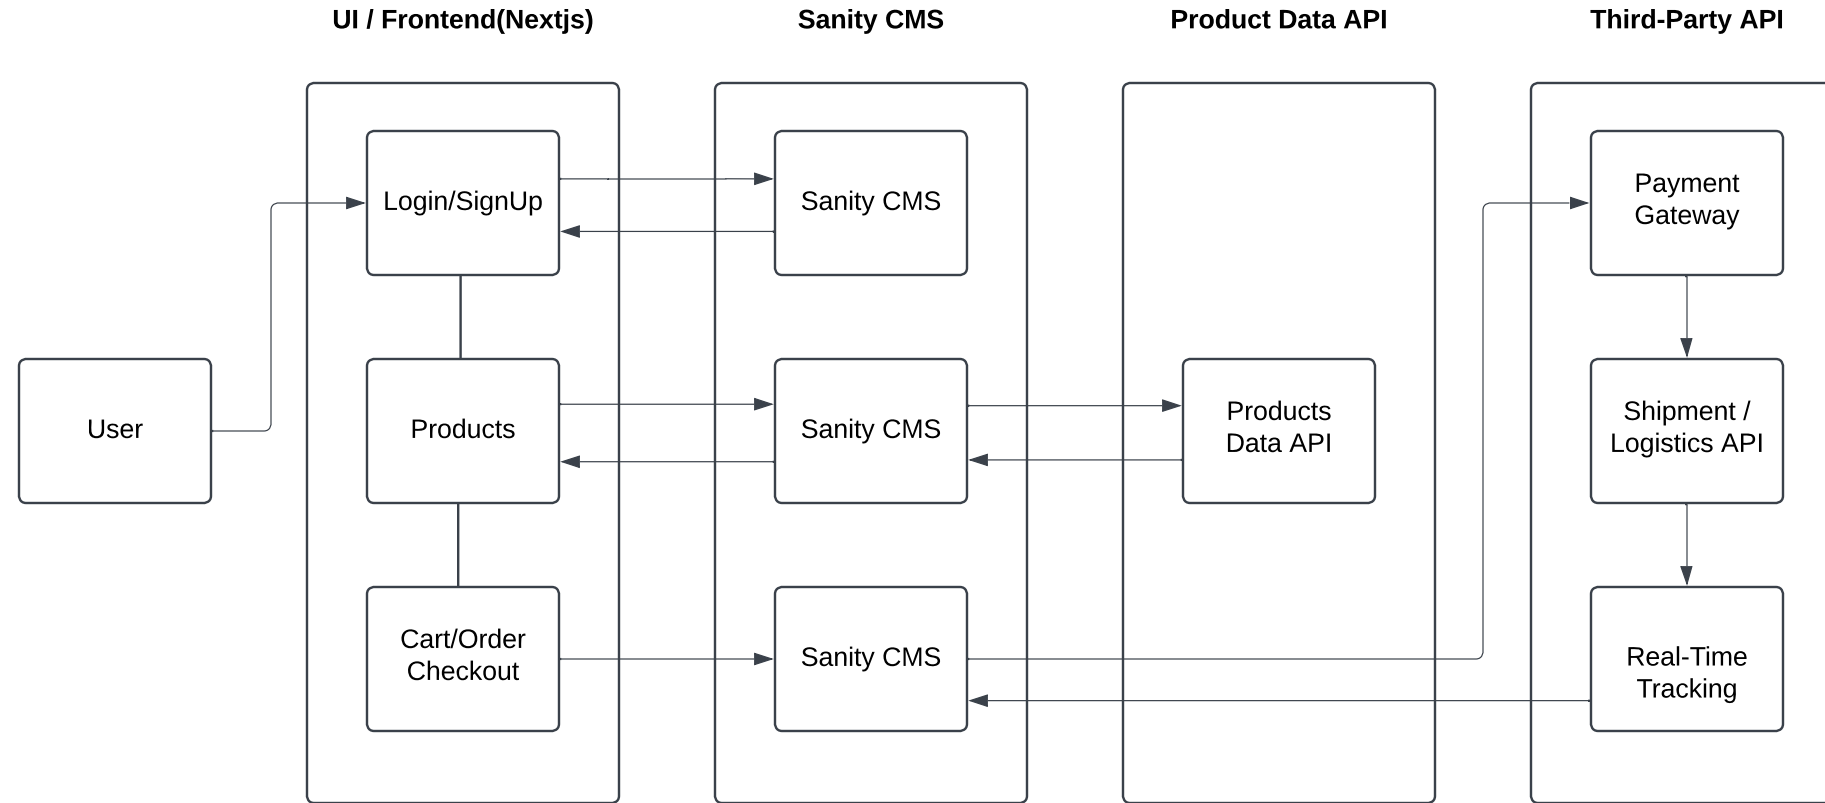 UI / Frontend(Nextjs)
Sanity CMS
Product Data API
Third-Party API
Login/SignUp
Sanity CMS
Payment
Gateway
User
Products
Sanity CMS
Products
Data API
Shipment /
Logistics API
Cart/Order
Checkout
Sanity CMS
Real-Time
Tracking